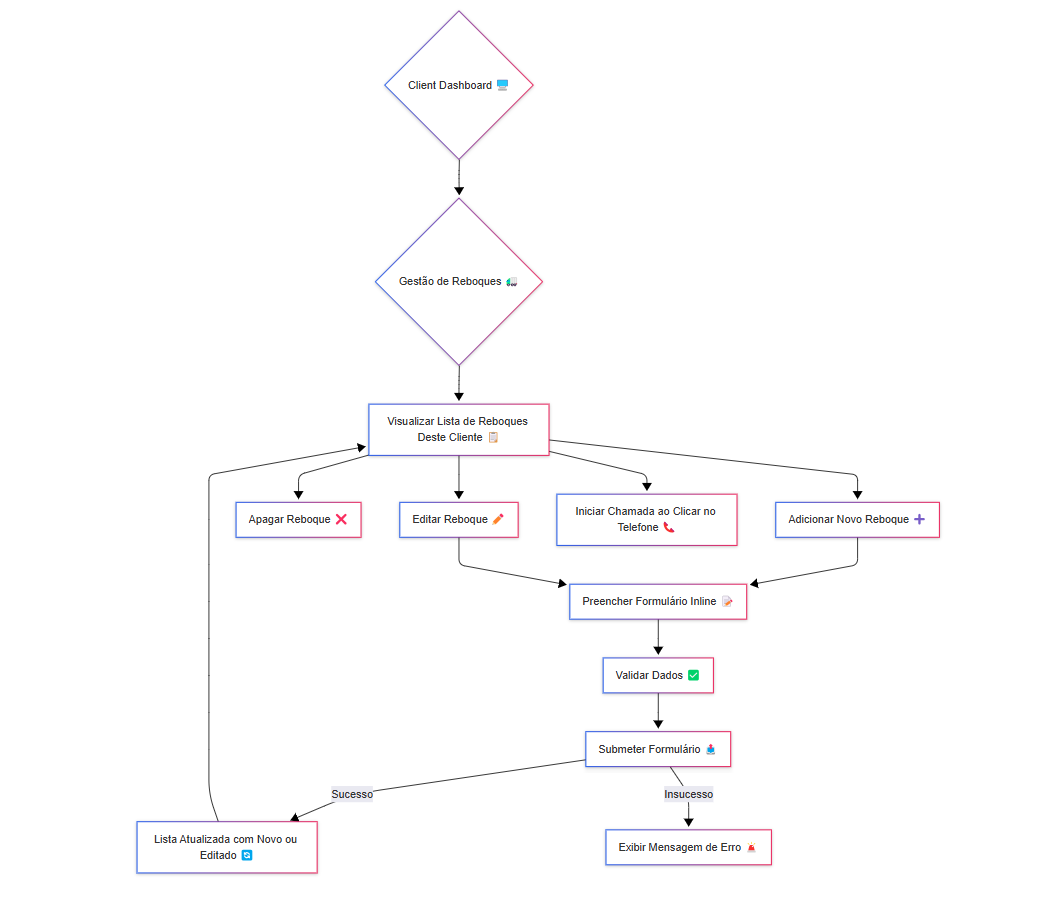 Client Dashboard 🖥️
Gestão de Reboques 🚛
Visualizar Lista de Reboques
Deste Cliente 📋
Apagar Reboque ❌
Editar Reboque ✏️
Iniciar Chamada ao Clicar no
Telefone 📞
Adicionar Novo Reboque ➕
Preencher Formulário Inline 📝
Validar Dados ✅
Submeter Formulário 📤
Sucesso
Insucesso
Lista Atualizada com Novo ou
Editado 🔄
Exibir Mensagem de Erro 🚨